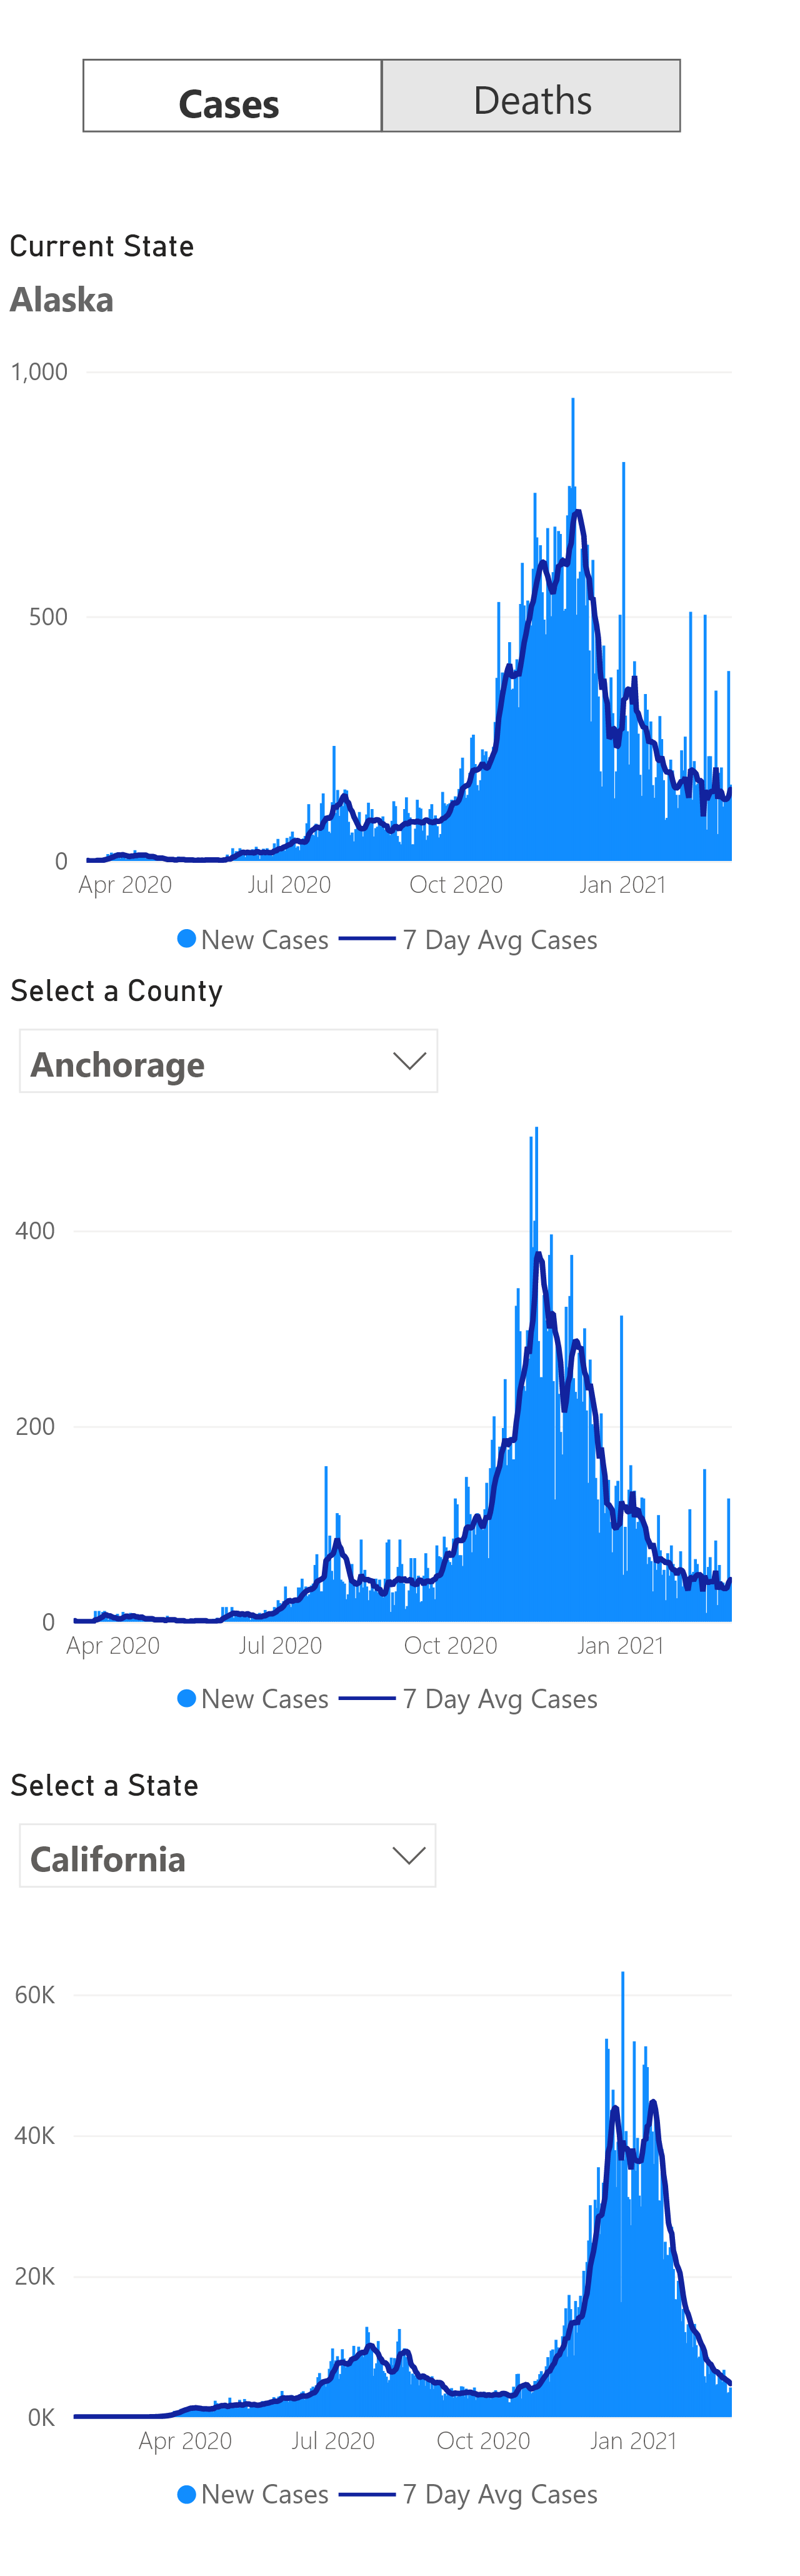 Cases Deaths
Current State
Alaska
1,000
500
0
Apr 2020 Jul 2020 Oct 2020 Jan 2021
New Cases 7 Day Avg Cases
Select a County
Anchorage
400
200
0
Apr 2020 Jul 2020 Oct 2020 Jan 2021
New Cases 7 Day Avg Cases
Select a State
California
60K
40K
20K
0K
Apr 2020 Jul 2020 Oct 2020 Jan 2021
New Cases 7 Day Avg Cases